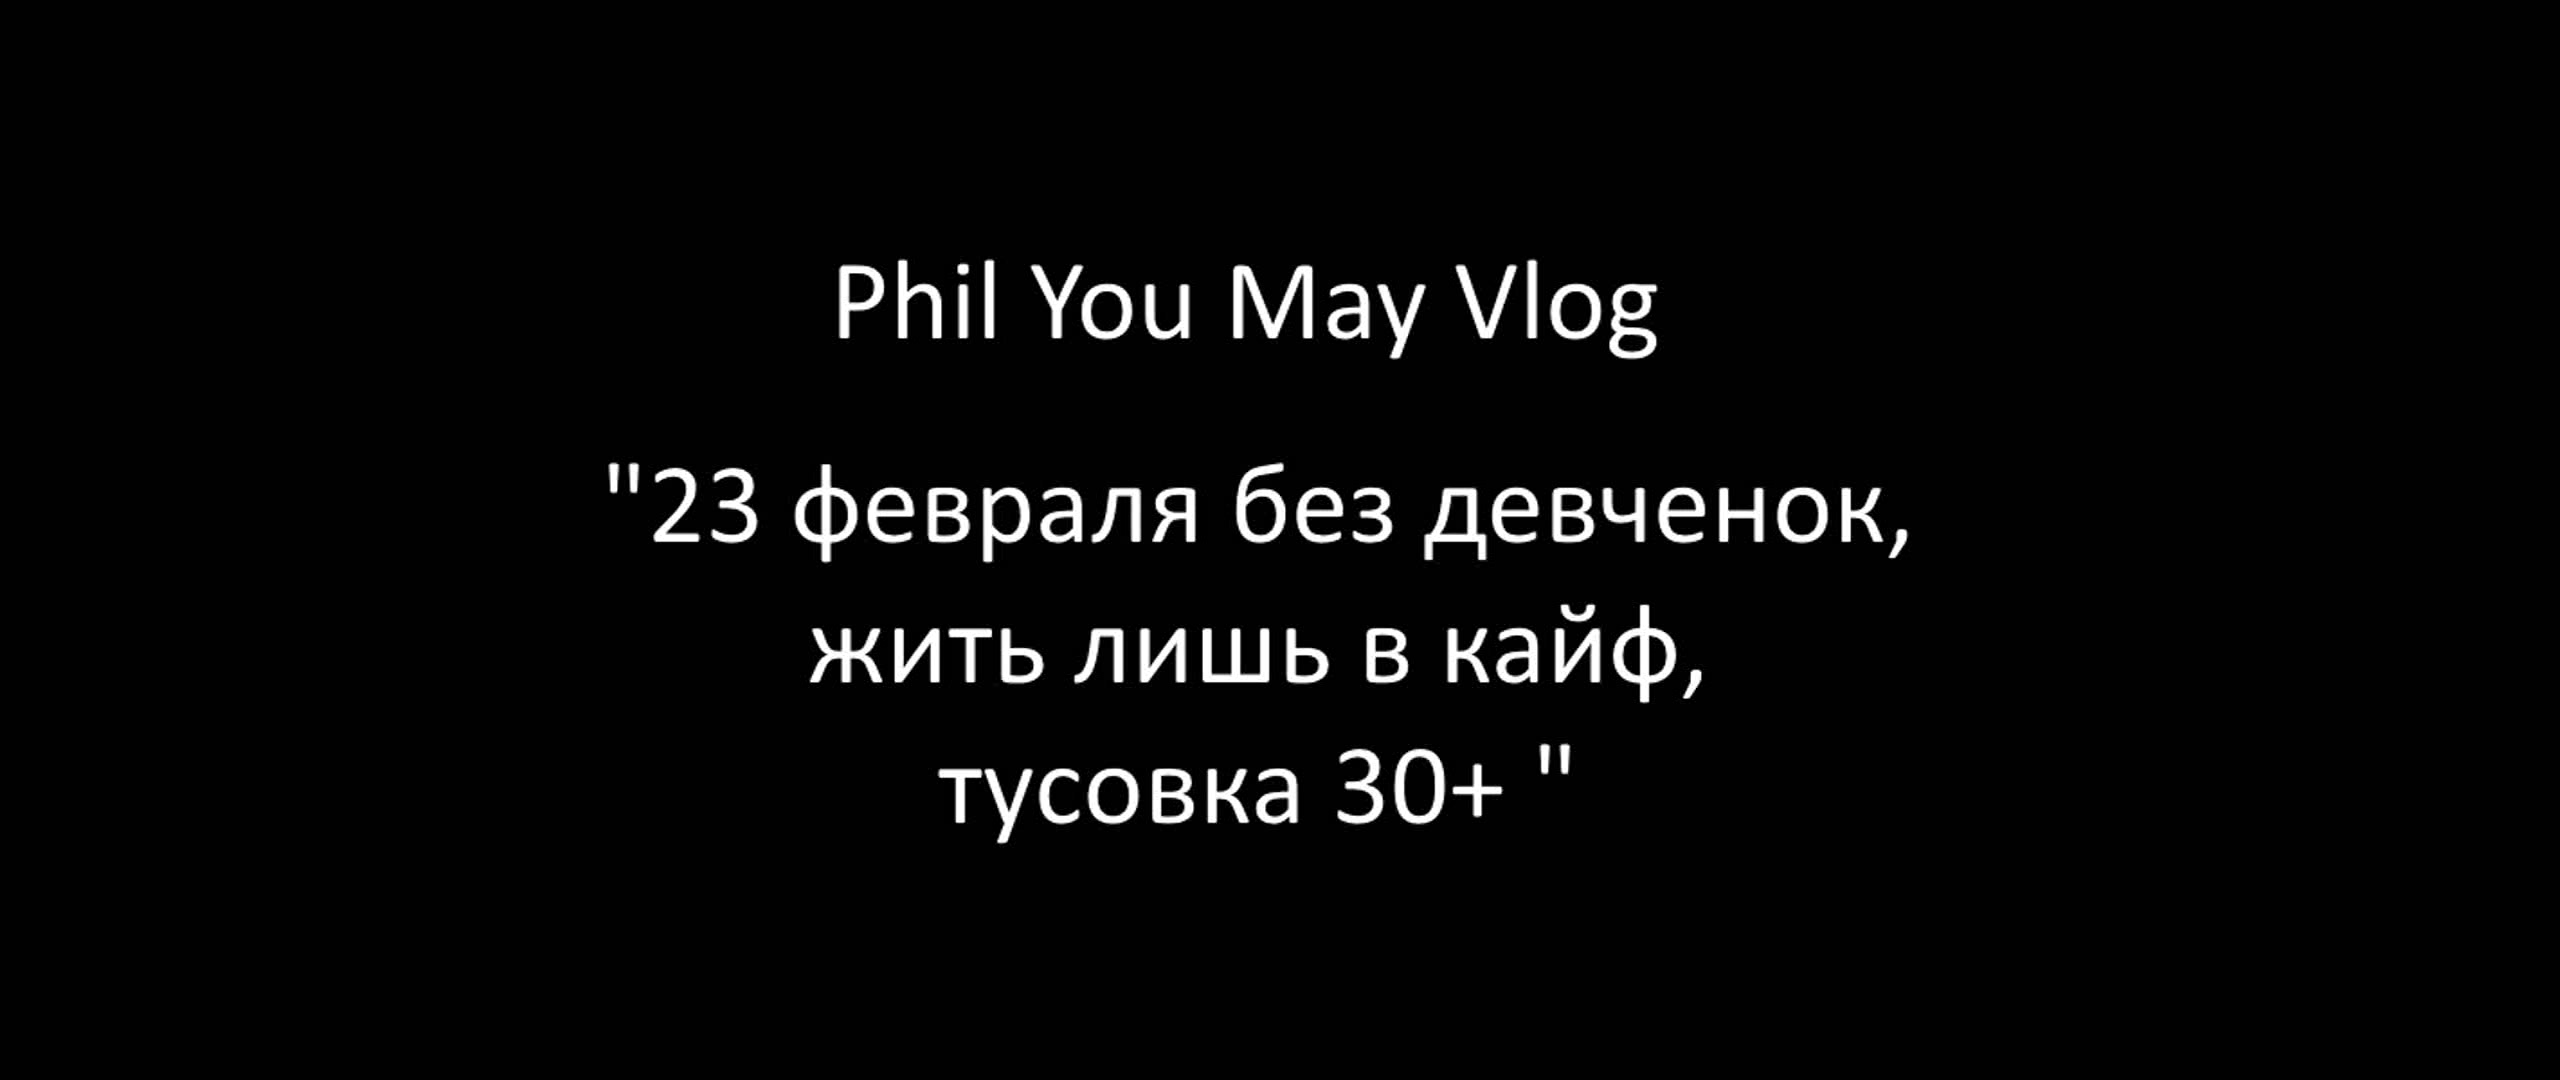 Phil You May Vlog
"23 февраля без девченок,
жить лишь в кайф,
тусовка 30+ "